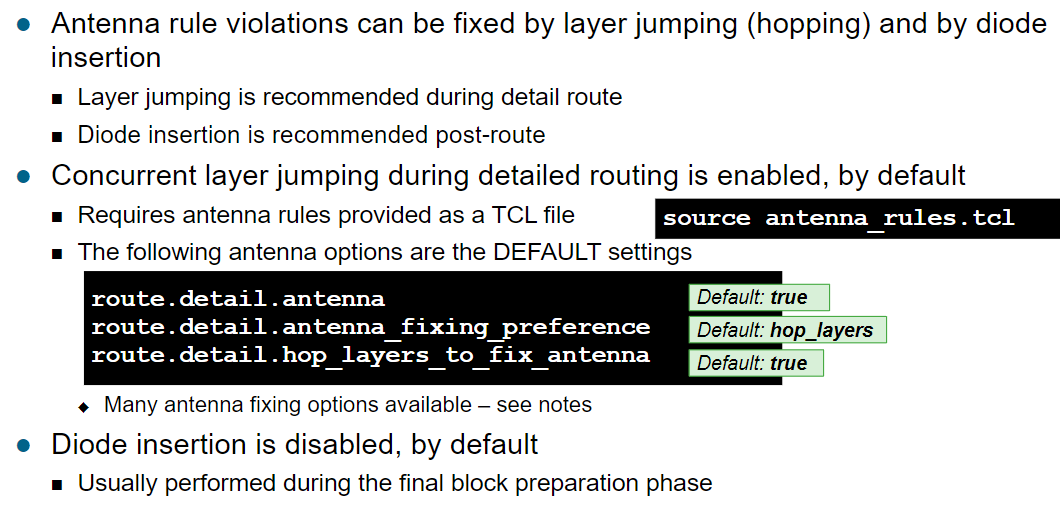 Antenna rule violations can be fixed by layer jumping (hopping) and by diode
insertion
Layer jumping is recommended during detail route
Diode insertion is recommended post-route
Concurrent layer jumping during detailed routing is enabled, by default
Requires antenna rules provided as a TCL file
source antenna_rules.tcl
The following antenna options are the DEFAULT settings
route.detail.antenna
Default: true
route.detail.antenna_fixing_preference
Default: hop_layers
route.detail.hop_layers_to_fix_antenna
Default: true
Many antenna fixing options available – see notes
Diode insertion is disabled, by default
Usually performed during the final block preparation phase